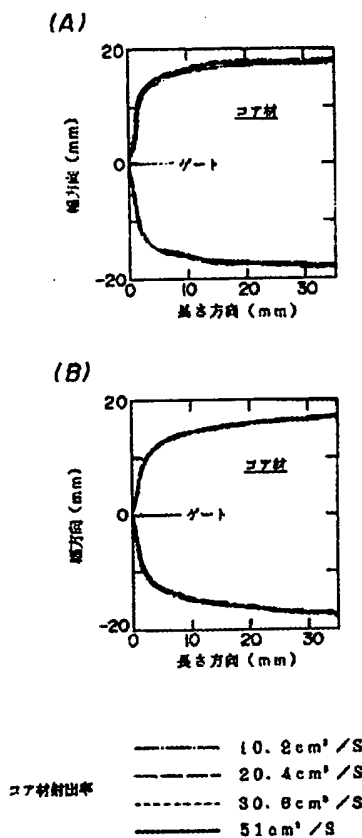 (A)
20
0
-20
幅方向 (mm)
コア材
ゲート
0 10 20 30
長さ方向 (mm)
(B)
20
0
-20
幅方向 (mm)
コア材
ゲート
0 10 20 30
長さ方向 (mm)
コア材射出率
10.2cm³/S
20.4cm³/S
30.6cm³/S
51cm³/S